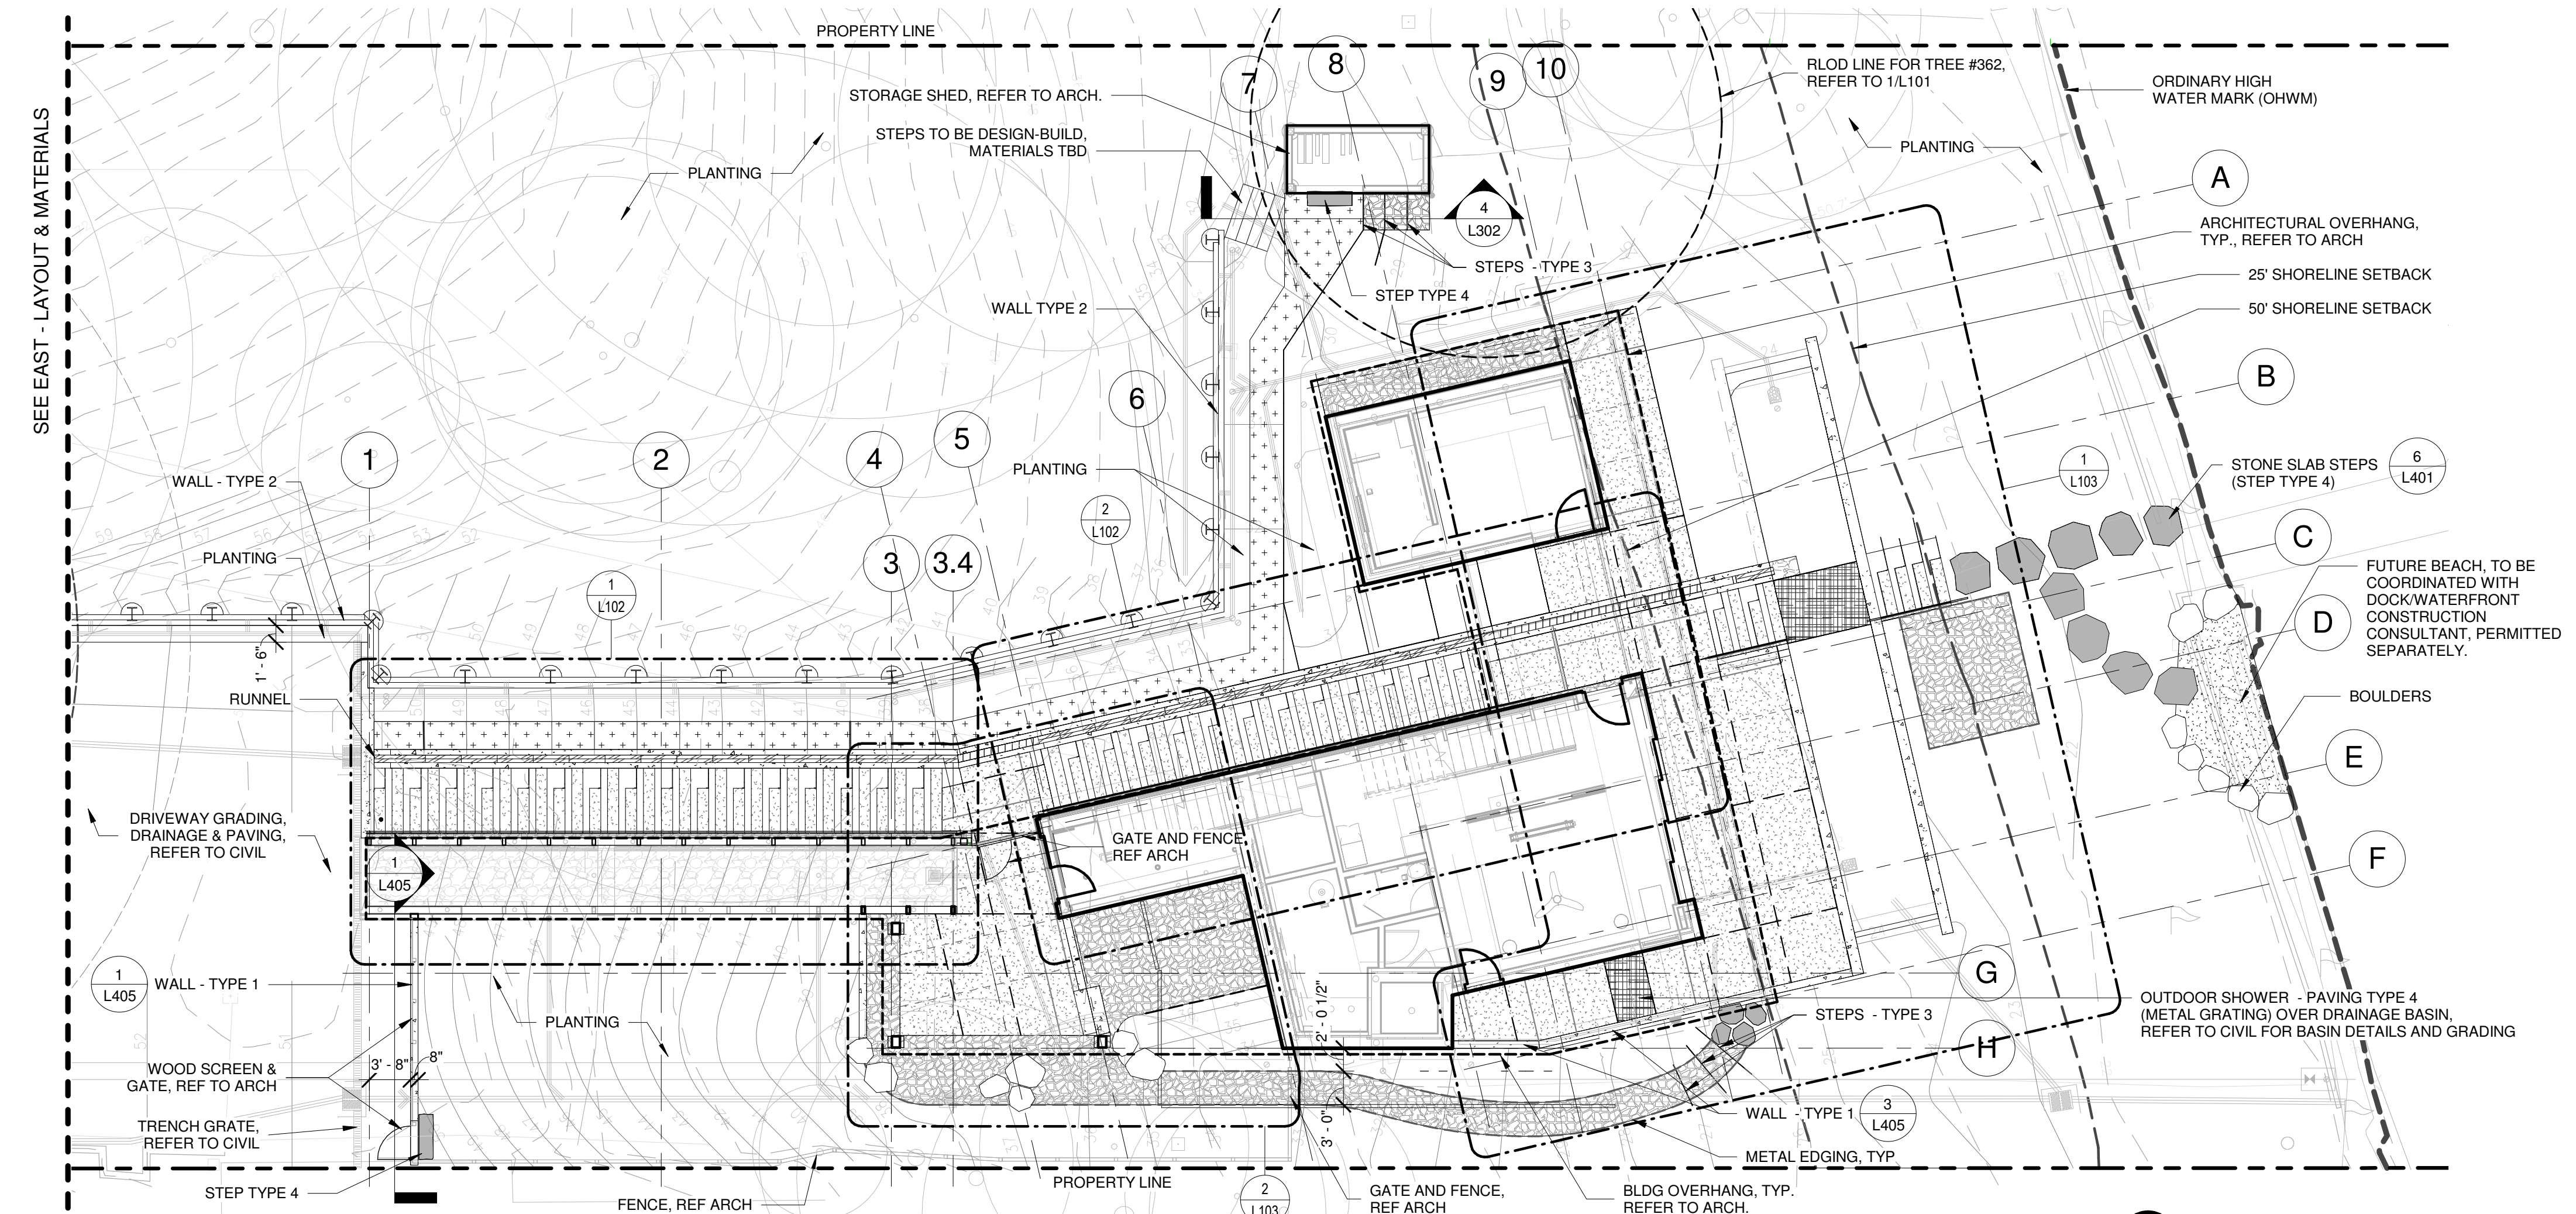 PROPERTY LINE
SEE EAST - LAYOUT & MATERIALS
7
8
9
10
RLOD LINE FOR TREE #362,
REFER TO 1/L101
ORDINARY HIGH
WATER MARK (OHWM)
STORAGE SHED, REFER TO ARCH.
STEPS TO BE DESIGN-BUILD,
MATERIALS TBD
PLANTING
PLANTING
A
4
L302
ARCHITECTURAL OVERHANG,
TYP., REFER TO ARCH
STEPS - TYPE 3
25' SHORELINE SETBACK
STEP TYPE 4
WALL TYPE 2
50' SHORELINE SETBACK
B
6
5
4
2
1
PLANTING
1
L103
STONE SLAB STEPS
(STEP TYPE 4)
6
L401
WALL - TYPE 2
2
L102
C
PLANTING
3
3.4
FUTURE BEACH, TO BE
COORDINATED WITH
DOCK/WATERFRONT
CONSTRUCTION
CONSULTANT, PERMITTED
SEPARATELY.
1
L102
D
1' - 6"
RUNNEL
BOULDERS
E
DRIVEWAY GRADING,
DRAINAGE & PAVING,
REFER TO CIVIL
GATE AND FENCE
REF ARCH
F
1
L405
1
L405
WALL - TYPE 1
G
OUTDOOR SHOWER - PAVING TYPE 4
(METAL GRATING) OVER DRAINAGE BASIN,
REFER TO CIVIL FOR BASIN DETAILS AND GRADING
2' - 0 1/2"
STEPS - TYPE 3
PLANTING
H
WOOD SCREEN &
GATE, REF TO ARCH
3' - 8"
8"
3' - 0"
WALL - TYPE 1
3
L405
TRENCH GRATE,
REFER TO CIVIL
METAL EDGING, TYP
STEP TYPE 4
PROPERTY LINE
FENCE, REF ARCH
2
L103
GATE AND FENCE,
REF ARCH
BLDG OVERHANG, TYP.
REFER TO ARCH.